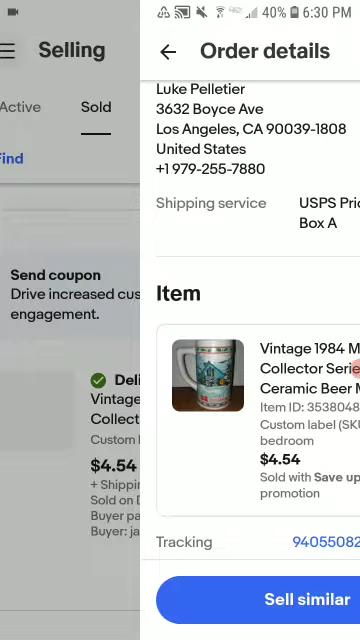 40% 6:30 PM
Selling
Active
Sold
Find
Send coupon
Drive increased cus
engagement.
Deli
Vintage
Collect
Custom l
$4.54
+ Shippin
Sold on D
Buyer pa
Buyer: ja
Order details
Luke Pelletier
3632 Boyce Ave
Los Angeles, CA 90039-1808
United States
+1 979-255-7880
Shipping service
USPS Prio
Box A
Item
Vintage 1984 M
Collector Serie
Ceramic Beer M
Item ID: 3538048
Custom label (SKU
bedroom
$4.54
Sold with Save up
promotion
Tracking
94055082
Sell similar